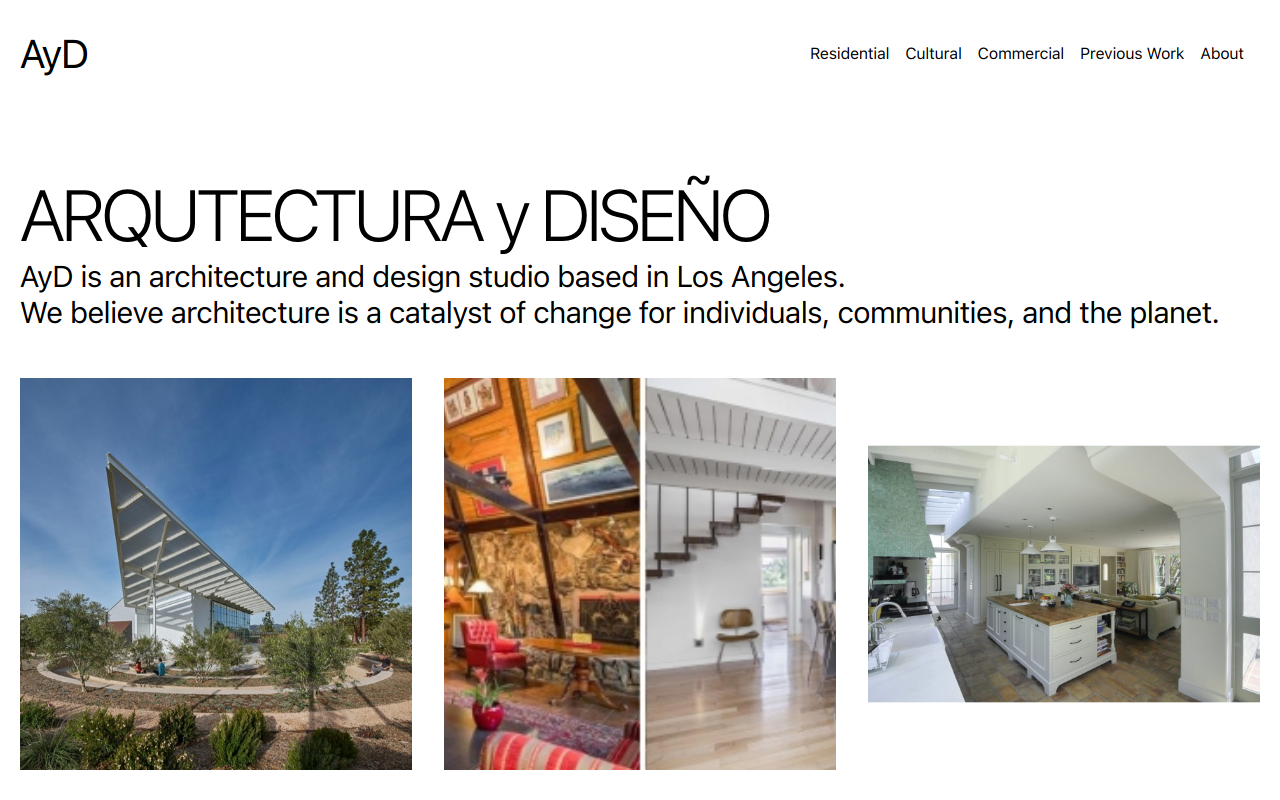 AyD
Residential Cultural Commercial Previous Work About
ARQUTECTURA y DISEÑO
AyD is an architecture and design studio based in Los Angeles.
We believe architecture is a catalyst of change for individuals, communities, and the planet.